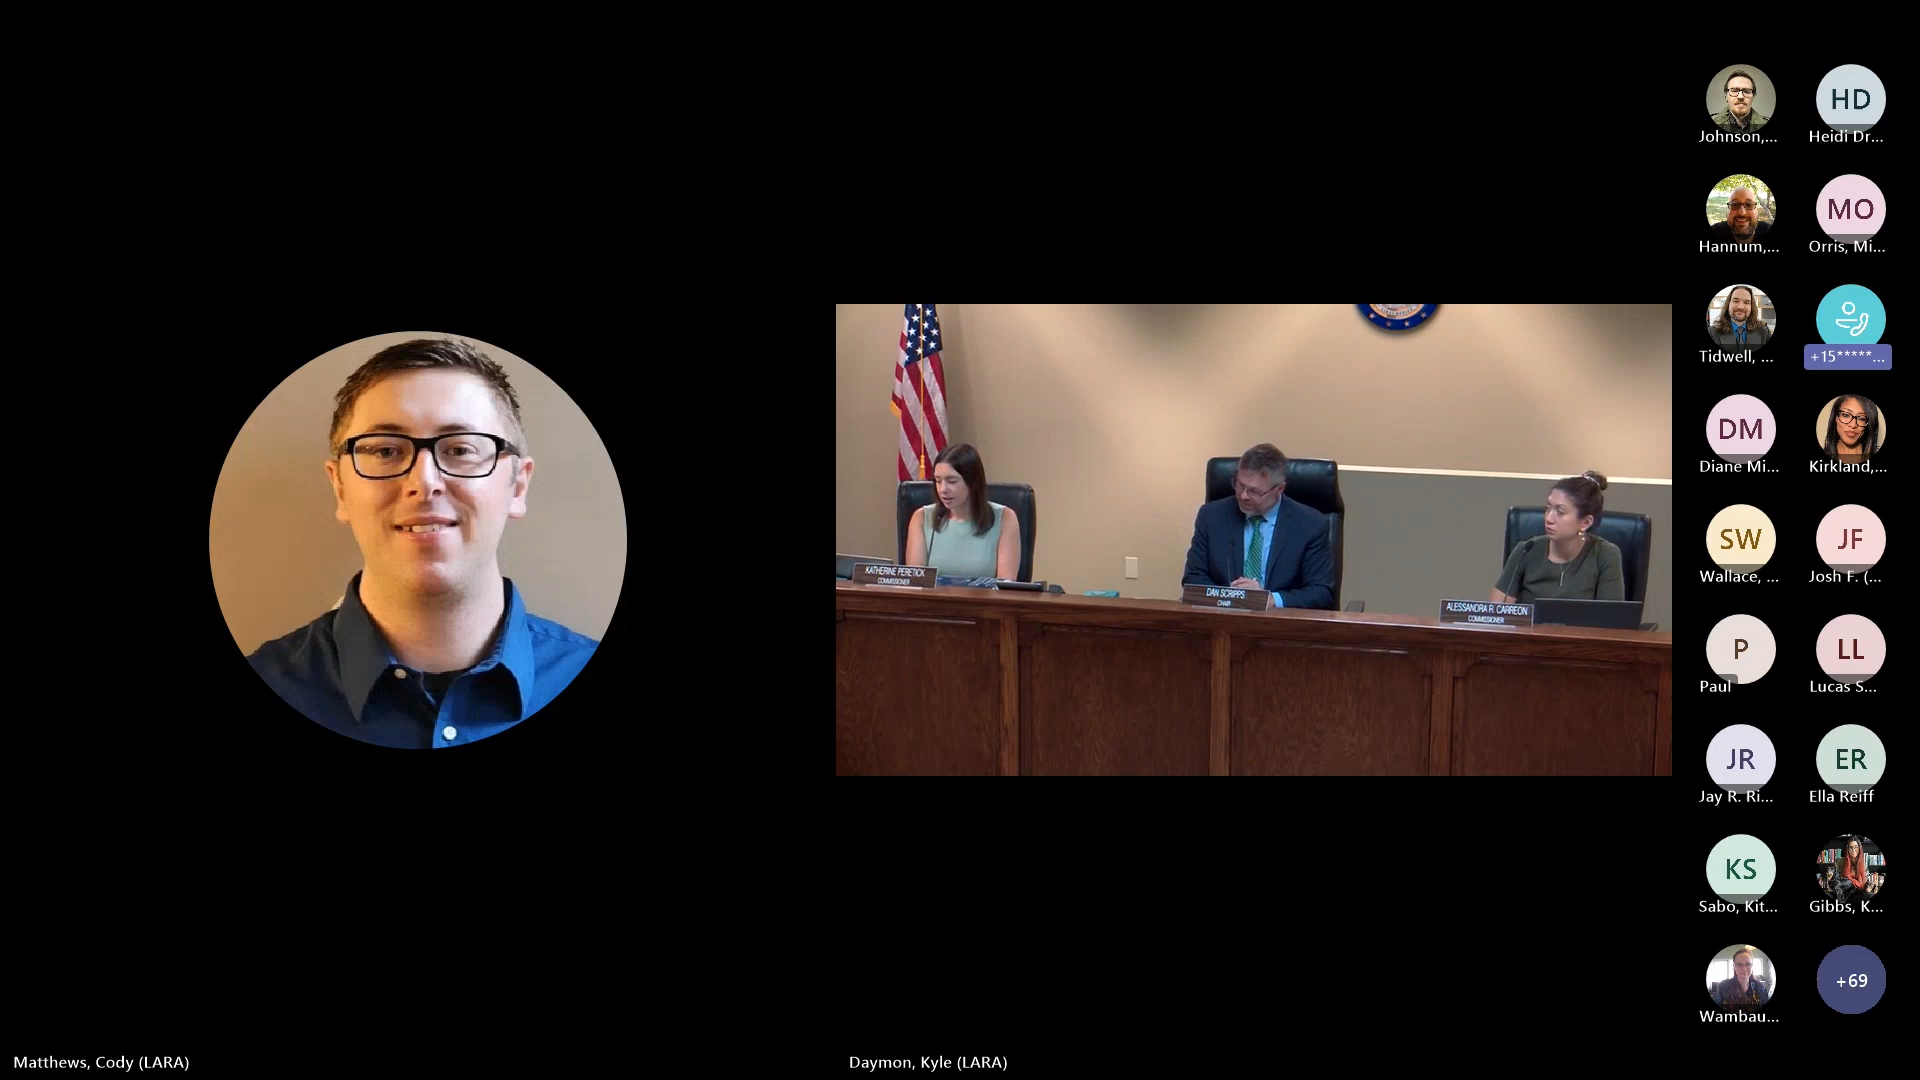 HD
Johnson,...
Heidi Dr...
MO
Hannum,...
Orris, Mi...
Tidwell, ...
+15*****...
DM
Diane Mi...
Kirkland,...
SW
JF
Wallace, ...
Josh F. (...
P
LL
Paul
Lucas S...
JR
ER
Jay R. Ri...
Ella Reiff
KS
Sabo, Kit...
Gibbs, K...
Wambau...
+69
KATHERINE PERETICK
COMMISSIONER
DAN SCRIPPS
CHAIR
ALESSANDRA R. CARREON
COMMISSIONER
Matthews, Cody (LARA)
Daymon, Kyle (LARA)